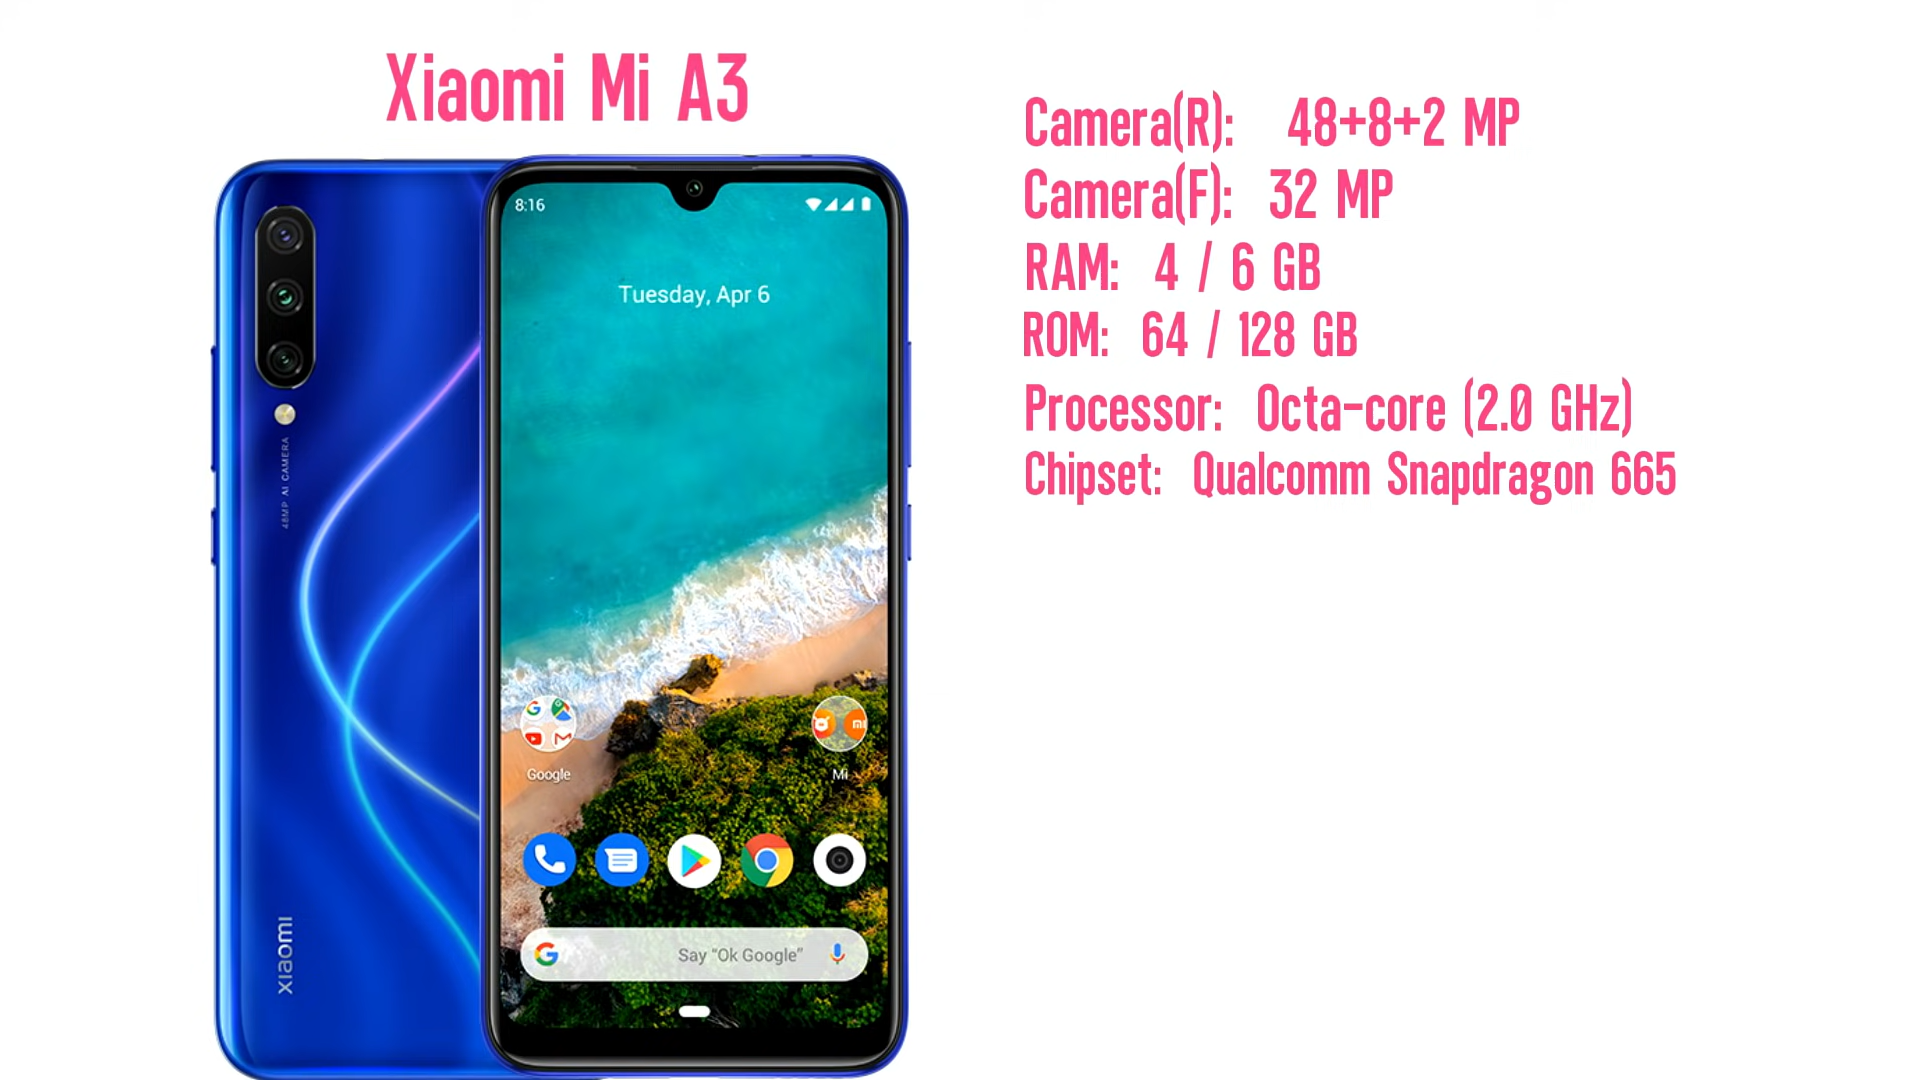 Xiaomi Mi A3
Camera(R): 48+8+2 MP
Camera(F): 32 MP
RAM: 4 / 6 GB
ROM: 64 / 128 GB
Processor: Octa-core (2.0 GHz)
Chipset: Qualcomm Snapdragon 665
48MP AI CAMERA
xiaomi
8:16
Tuesday, Apr 6
Google
Mi
Say "Ok Google"